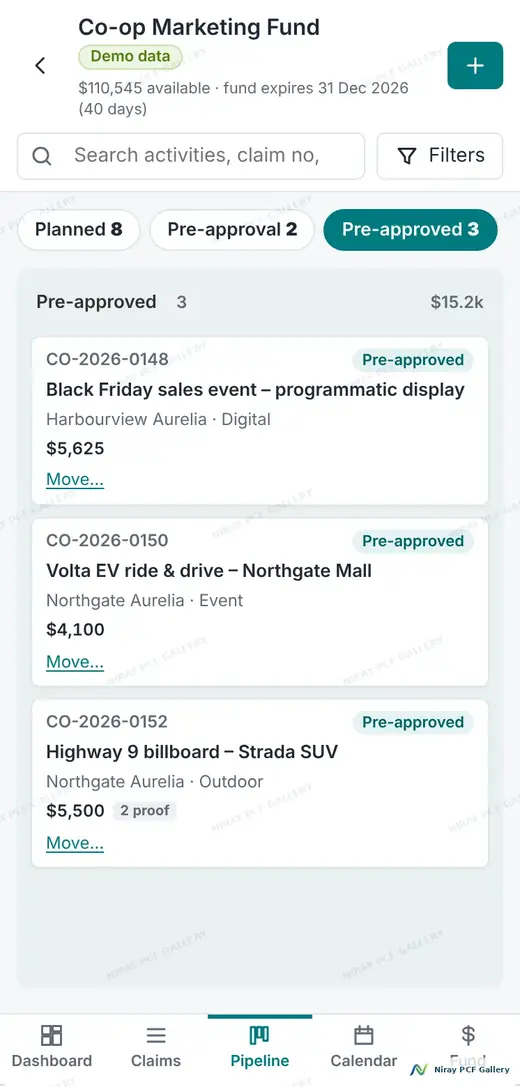 Co-op Marketing Fund
Demo data
$110,545 available · fund expires 31 Dec 2026
(40 days)
Search activities, claim no,
Filters
Planned 8
Pre-approval 2
Pre-approved 3
Pre-approved 3 $15.2k
CO-2026-0148 Pre-approved
Black Friday sales event – programmatic display
Harbourview Aurelia · Digital
$5,625
Move...
CO-2026-0150 Pre-approved
Volta EV ride & drive – Northgate Mall
Northgate Aurelia · Event
$4,100
Move...
CO-2026-0152 Pre-approved
Highway 9 billboard – Strada SUV
Northgate Aurelia · Outdoor
$5,500 2 proof
Move...
Dashboard
Claims
Pipeline
Calendar
Fund
Niray PCF Gallery
NIRAY PCF GALLERY